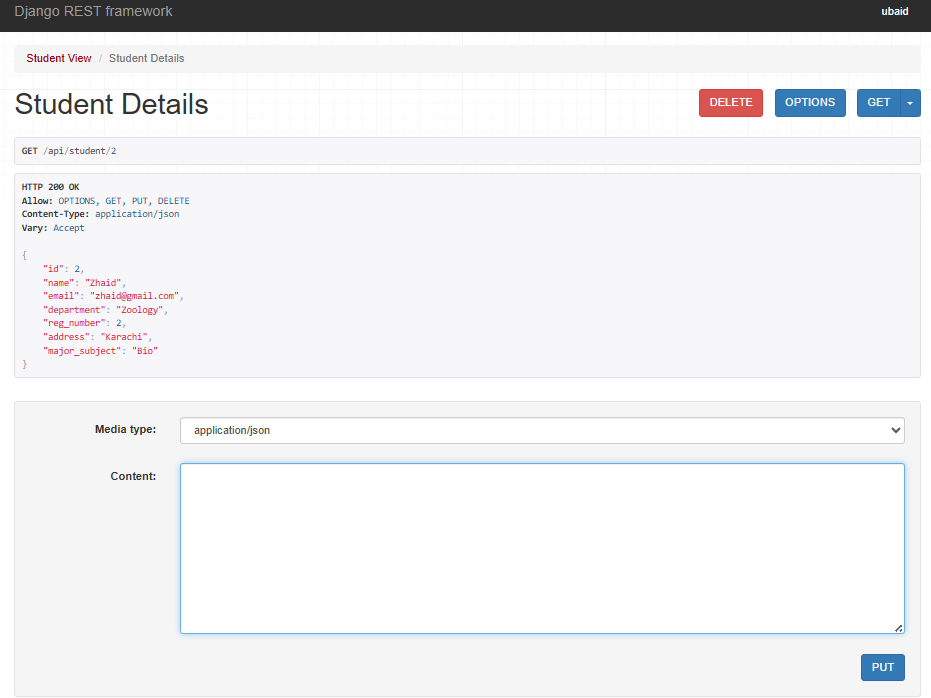 Django REST framework
ubaid
Student View / Student Details
Student Details
DELETE
OPTIONS
GET
GET /api/student/2
HTTP 200 OK
Allow: OPTIONS, GET, PUT, DELETE
Content-Type: application/json
Vary: Accept
{
    "id": 2,
    "name": "Zhaid",
    "email": "zhaid@gmail.com",
    "department": "Zoology",
    "reg_number": 2,
    "address": "Karachi",
    "major_subject": "Bio"
}
Media type:
application/json
Content:
PUT